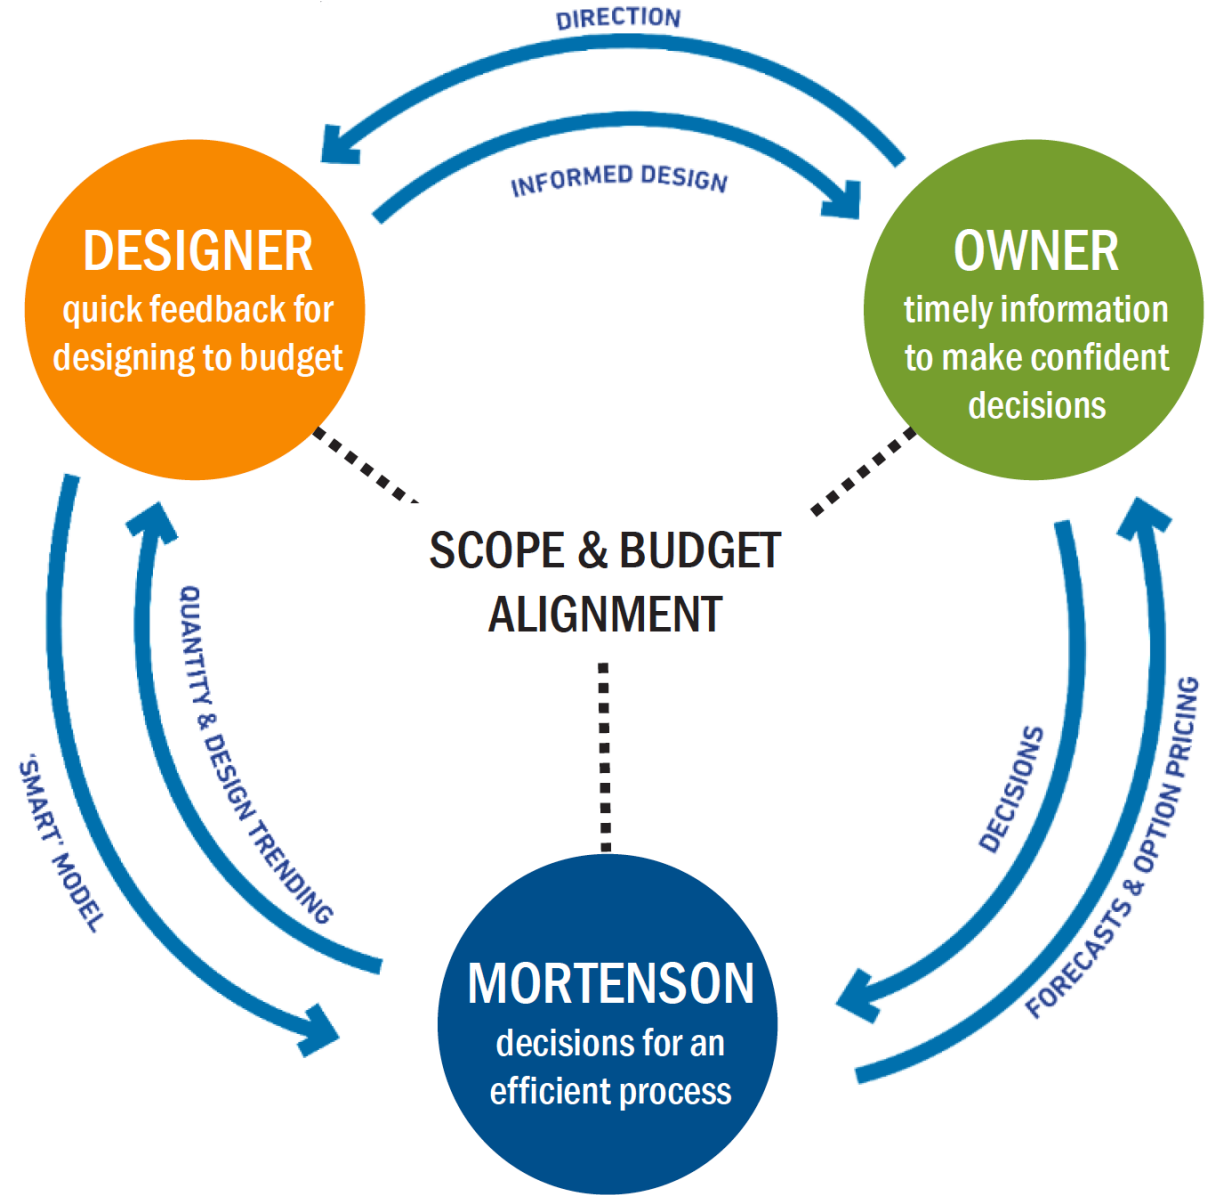 DIRECTION
INFORMED DESIGN
DESIGNER
quick feedback for
designing to budget
OWNER
timely information
to make confident
decisions
SCOPE & BUDGET
ALIGNMENT
QUANTITY & DESIGN TRENDING
'SMART' MODEL
DECISIONS
FORECASTS & OPTION PRICING
MORTENSON
decisions for an
efficient process